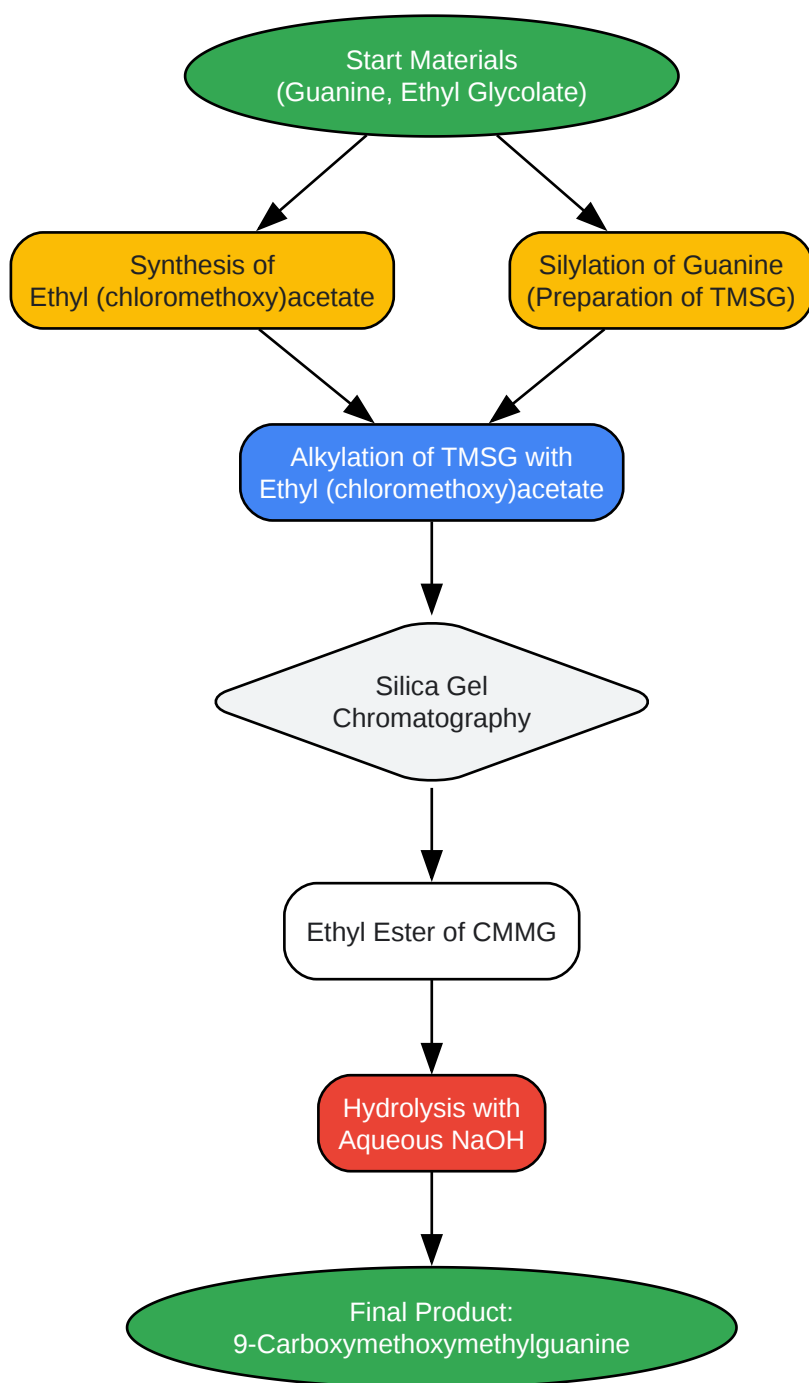 Start Materials
(Guanine, Ethyl Glycolate)
Synthesis of
Ethyl (chloromethoxy)acetate
Silylation of Guanine
(Preparation of TMSG)
Alkylation of TMSG with
Ethyl (chloromethoxy)acetate
Silica Gel
Chromatography
Ethyl Ester of CMMG
Hydrolysis with
Aqueous NaOH
Final Product:
9-Carboxymethoxymethylguanine